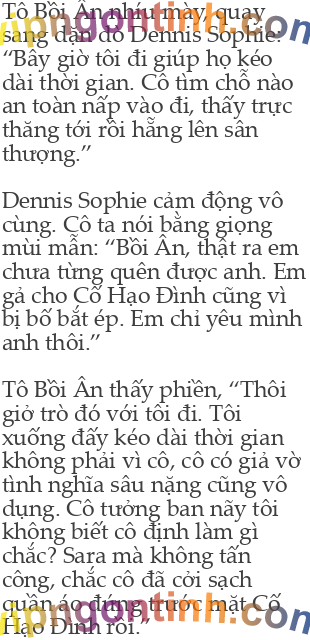 Tô Bồi Ân nhíu mày, quay
sang dặn dò Dennis Sophie:
“Bây giờ tôi đi giúp họ kéo
dài thời gian. Cô tìm chỗ nào
an toàn nấp vào đi, thấy trực
thăng tới rồi hẵng lên sân
thượng.”
Dennis Sophie cảm động vô
cùng. Cô ta nói bằng giọng
mùi mẫn: “Bồi Ân, thật ra em
chưa từng quên được anh. Em
gả cho Cố Hạo Đình cũng vì
bị bố bắt ép. Em chỉ yêu mình
anh thôi.”
Tô Bồi Ân thấy phiền, “Thôi
giở trò đó với tôi đi. Tôi
xuống đấy kéo dài thời gian
không phải vì cô, cô có giả vờ
tình nghĩa sâu nặng cũng vô
dụng. Cô tưởng ban nãy tôi
không biết cô định làm gì
chắc? Sara mà không tấn
công, chắc cô đã cởi sạch
quần áo đứng trước mặt Cố
Hạo Đình rồi.”
vipngontinh.com